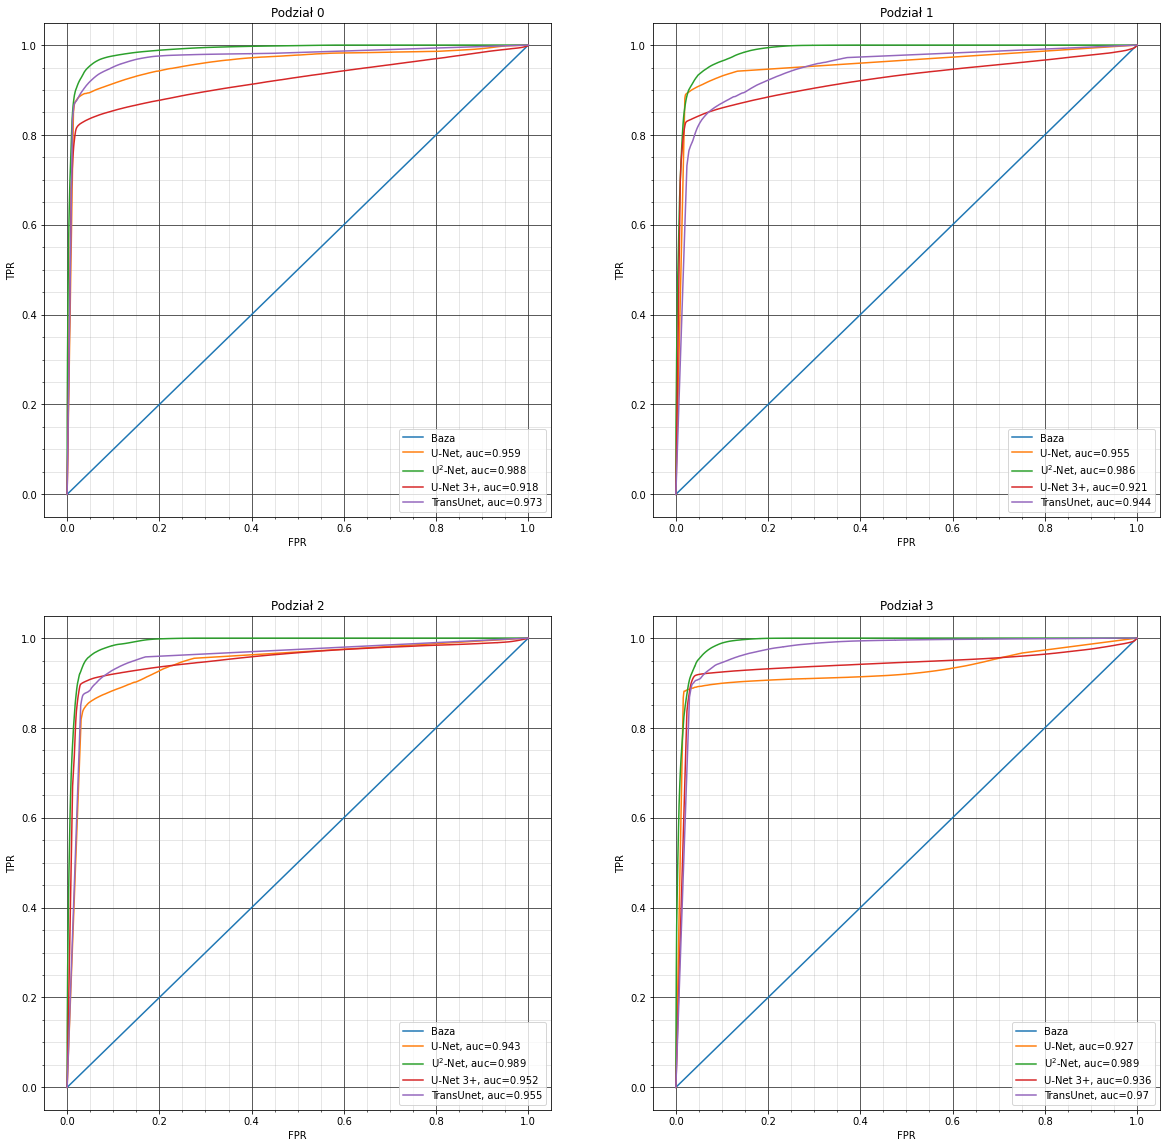 Podział 0
1.0
0.8
0.6
0.4
0.2
0.0
TPR
0.0 0.2 0.4 0.6 0.8 1.0
FPR
Baza
U-Net, auc=0.959
U²-Net, auc=0.988
U-Net 3+, auc=0.918
TransUnet, auc=0.973
Podział 1
1.0
0.8
0.6
0.4
0.2
0.0
TPR
0.0 0.2 0.4 0.6 0.8 1.0
FPR
Baza
U-Net, auc=0.955
U²-Net, auc=0.986
U-Net 3+, auc=0.921
TransUnet, auc=0.944
Podział 2
1.0
0.8
0.6
0.4
0.2
0.0
TPR
0.0 0.2 0.4 0.6 0.8 1.0
FPR
Baza
U-Net, auc=0.943
U²-Net, auc=0.989
U-Net 3+, auc=0.952
TransUnet, auc=0.955
Podział 3
1.0
0.8
0.6
0.4
0.2
0.0
TPR
0.0 0.2 0.4 0.6 0.8 1.0
FPR
Baza
U-Net, auc=0.927
U²-Net, auc=0.989
U-Net 3+, auc=0.936
TransUnet, auc=0.97